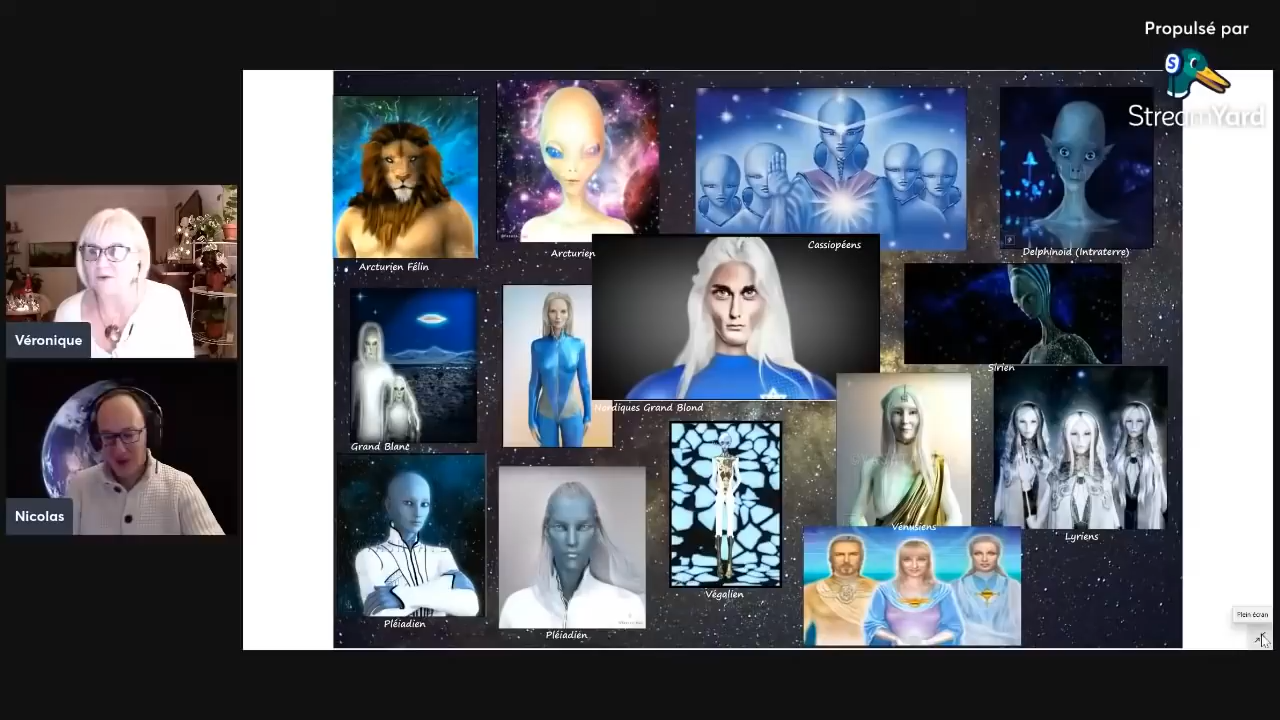 Propulsé par
StreamYard
Arcturien Félin
Arcturien
Cassiopéens
Delphinoïd (Intraterre)
Véronique
Sirien
Nordiques Grand Blond
Grand Blanc
Vénusiens
Lyriens
Nicolas
Végalien
Pléiadien
Pléiadien
Plein écran